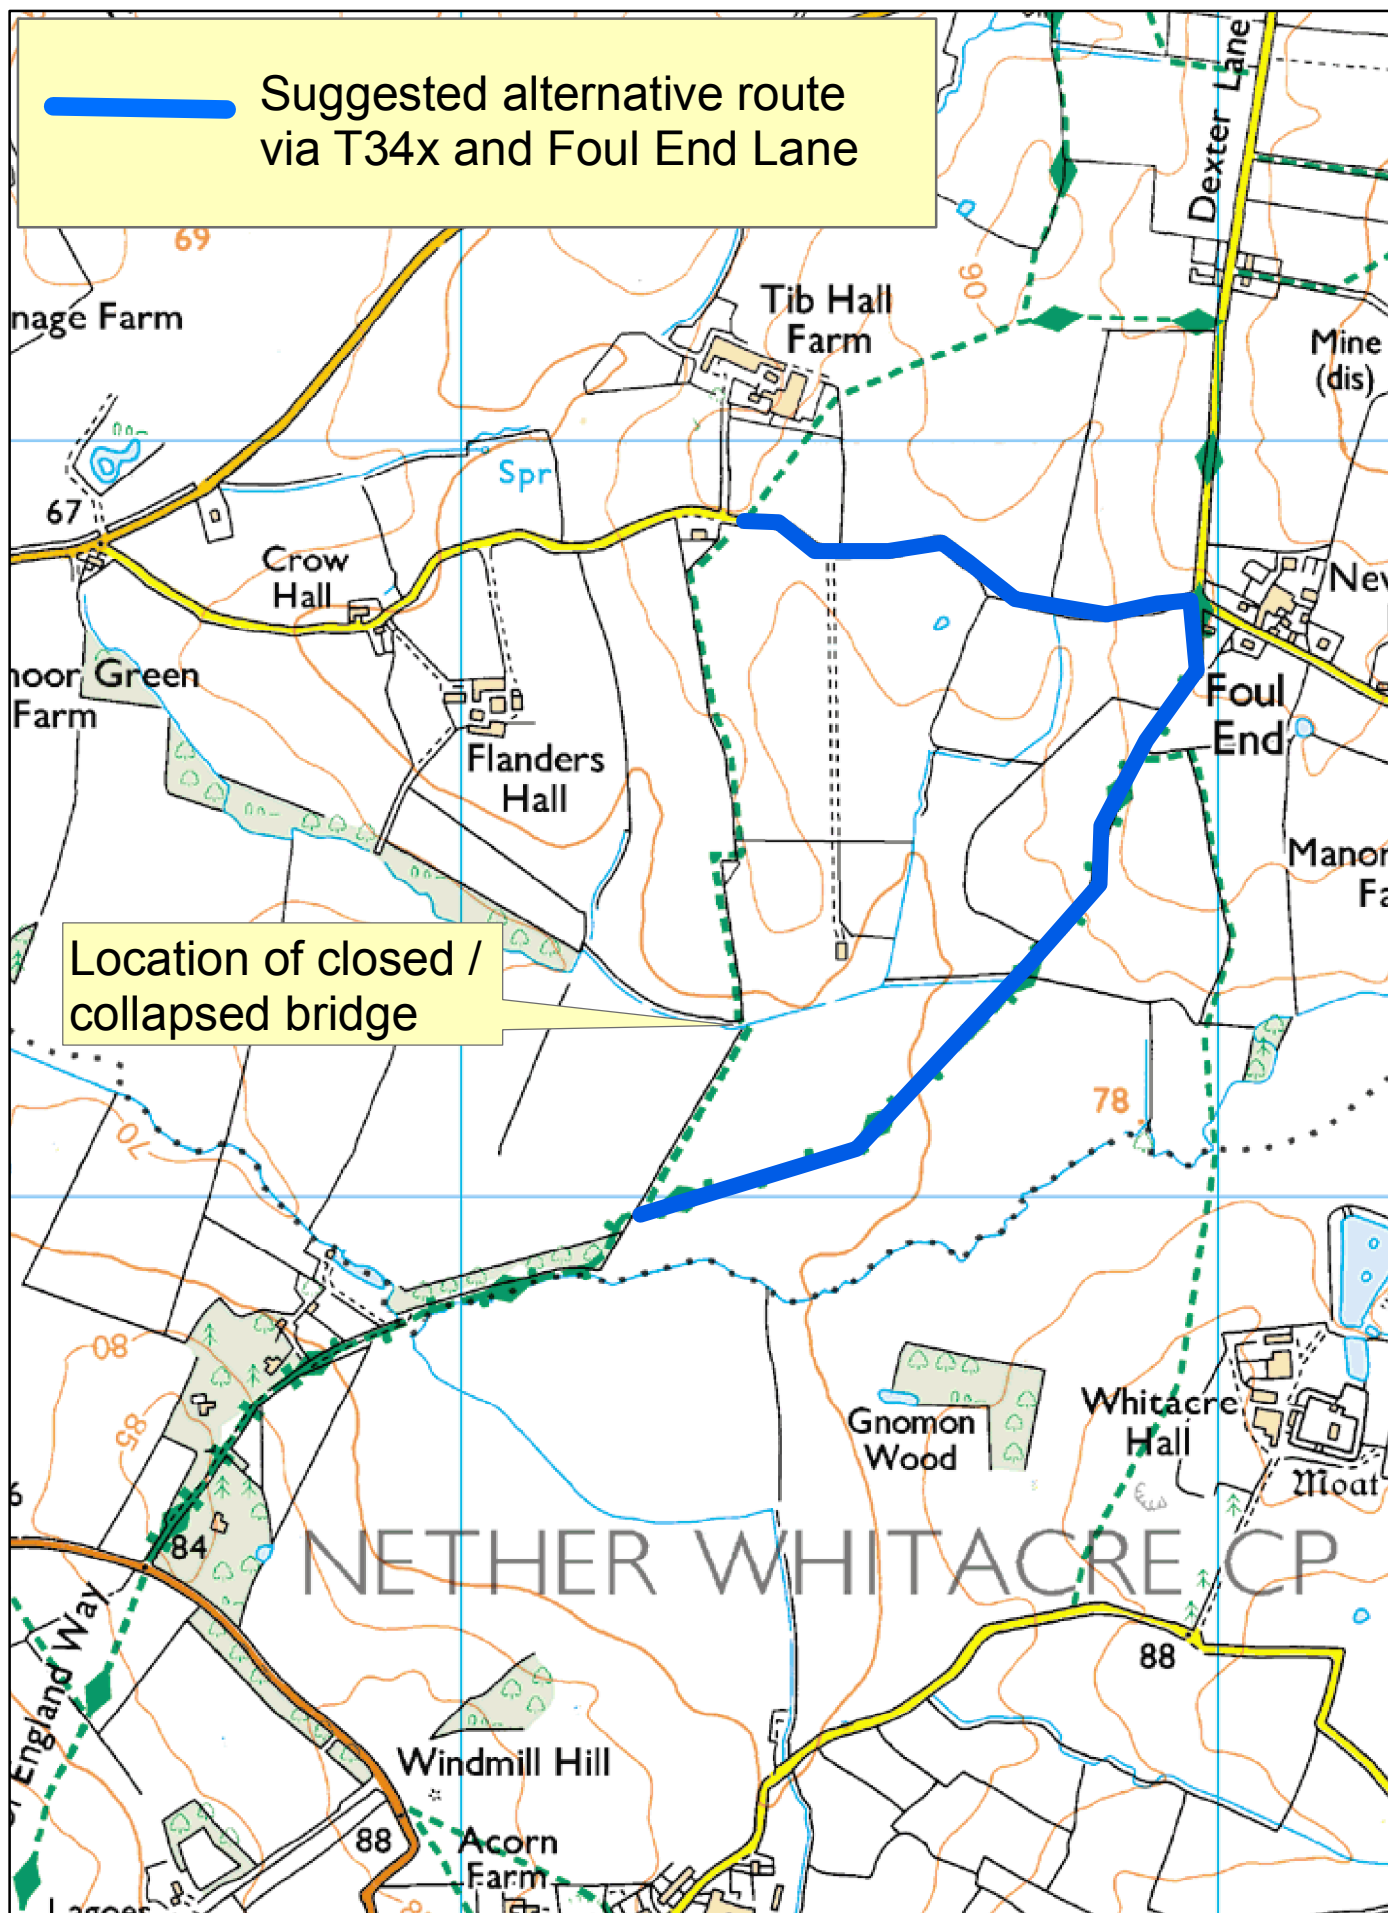 Suggested alternative route
via T34x and Foul End Lane
Dexter Lane
69
nage Farm
Tib Hall
Farm
90
Mine
(dis)
Spr
67
Crow
Hall
New
moor Green
Farm
Foul
End
Flanders
Hall
Manor
Fa
Location of closed /
collapsed bridge
78
70
80
85
Whitacre
Hall
Gnomon
Wood
Moat
6
84
NETHER WHITACRE CP
England Way
88
Windmill Hill
88
Acorn
Farm